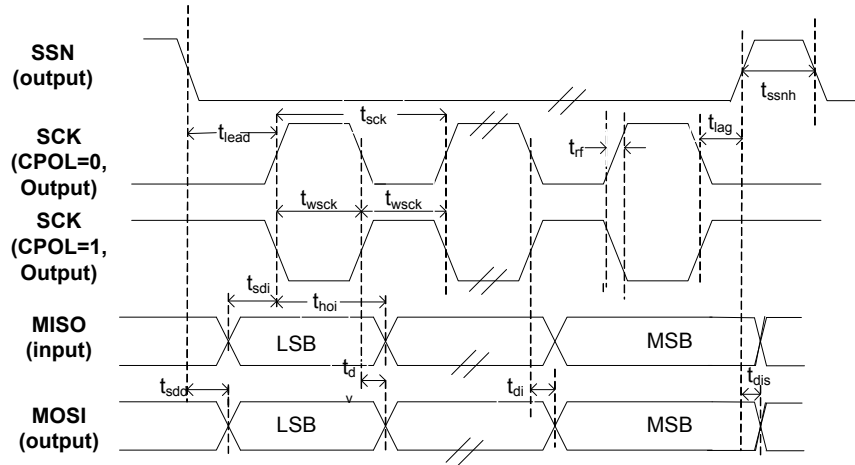 SSN
(output)
t_ssnh
SCK
(CPOL=0,
Output)
t_lead
t_sck
t_rf
t_lag
SCK
(CPOL=1,
Output)
t_wsck
t_wsck
t_sdi
t_hoi
MISO
(input)
LSB
MSB
t_sdd
t_d
v
t_di
t_dis
MOSI
(output)
LSB
MSB